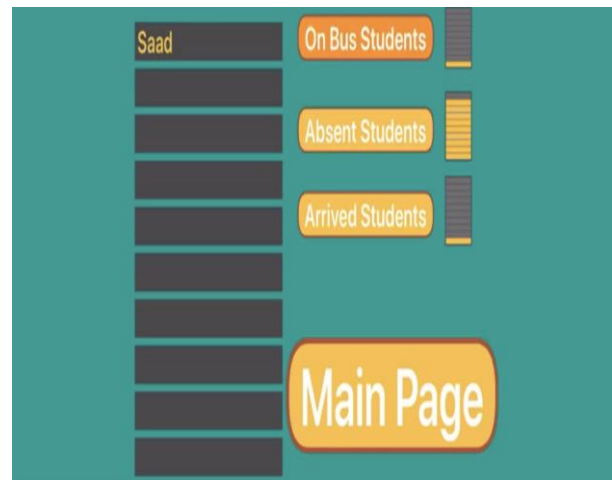 Saad
On Bus Students
Absent Students
Arrived Students
Main Page